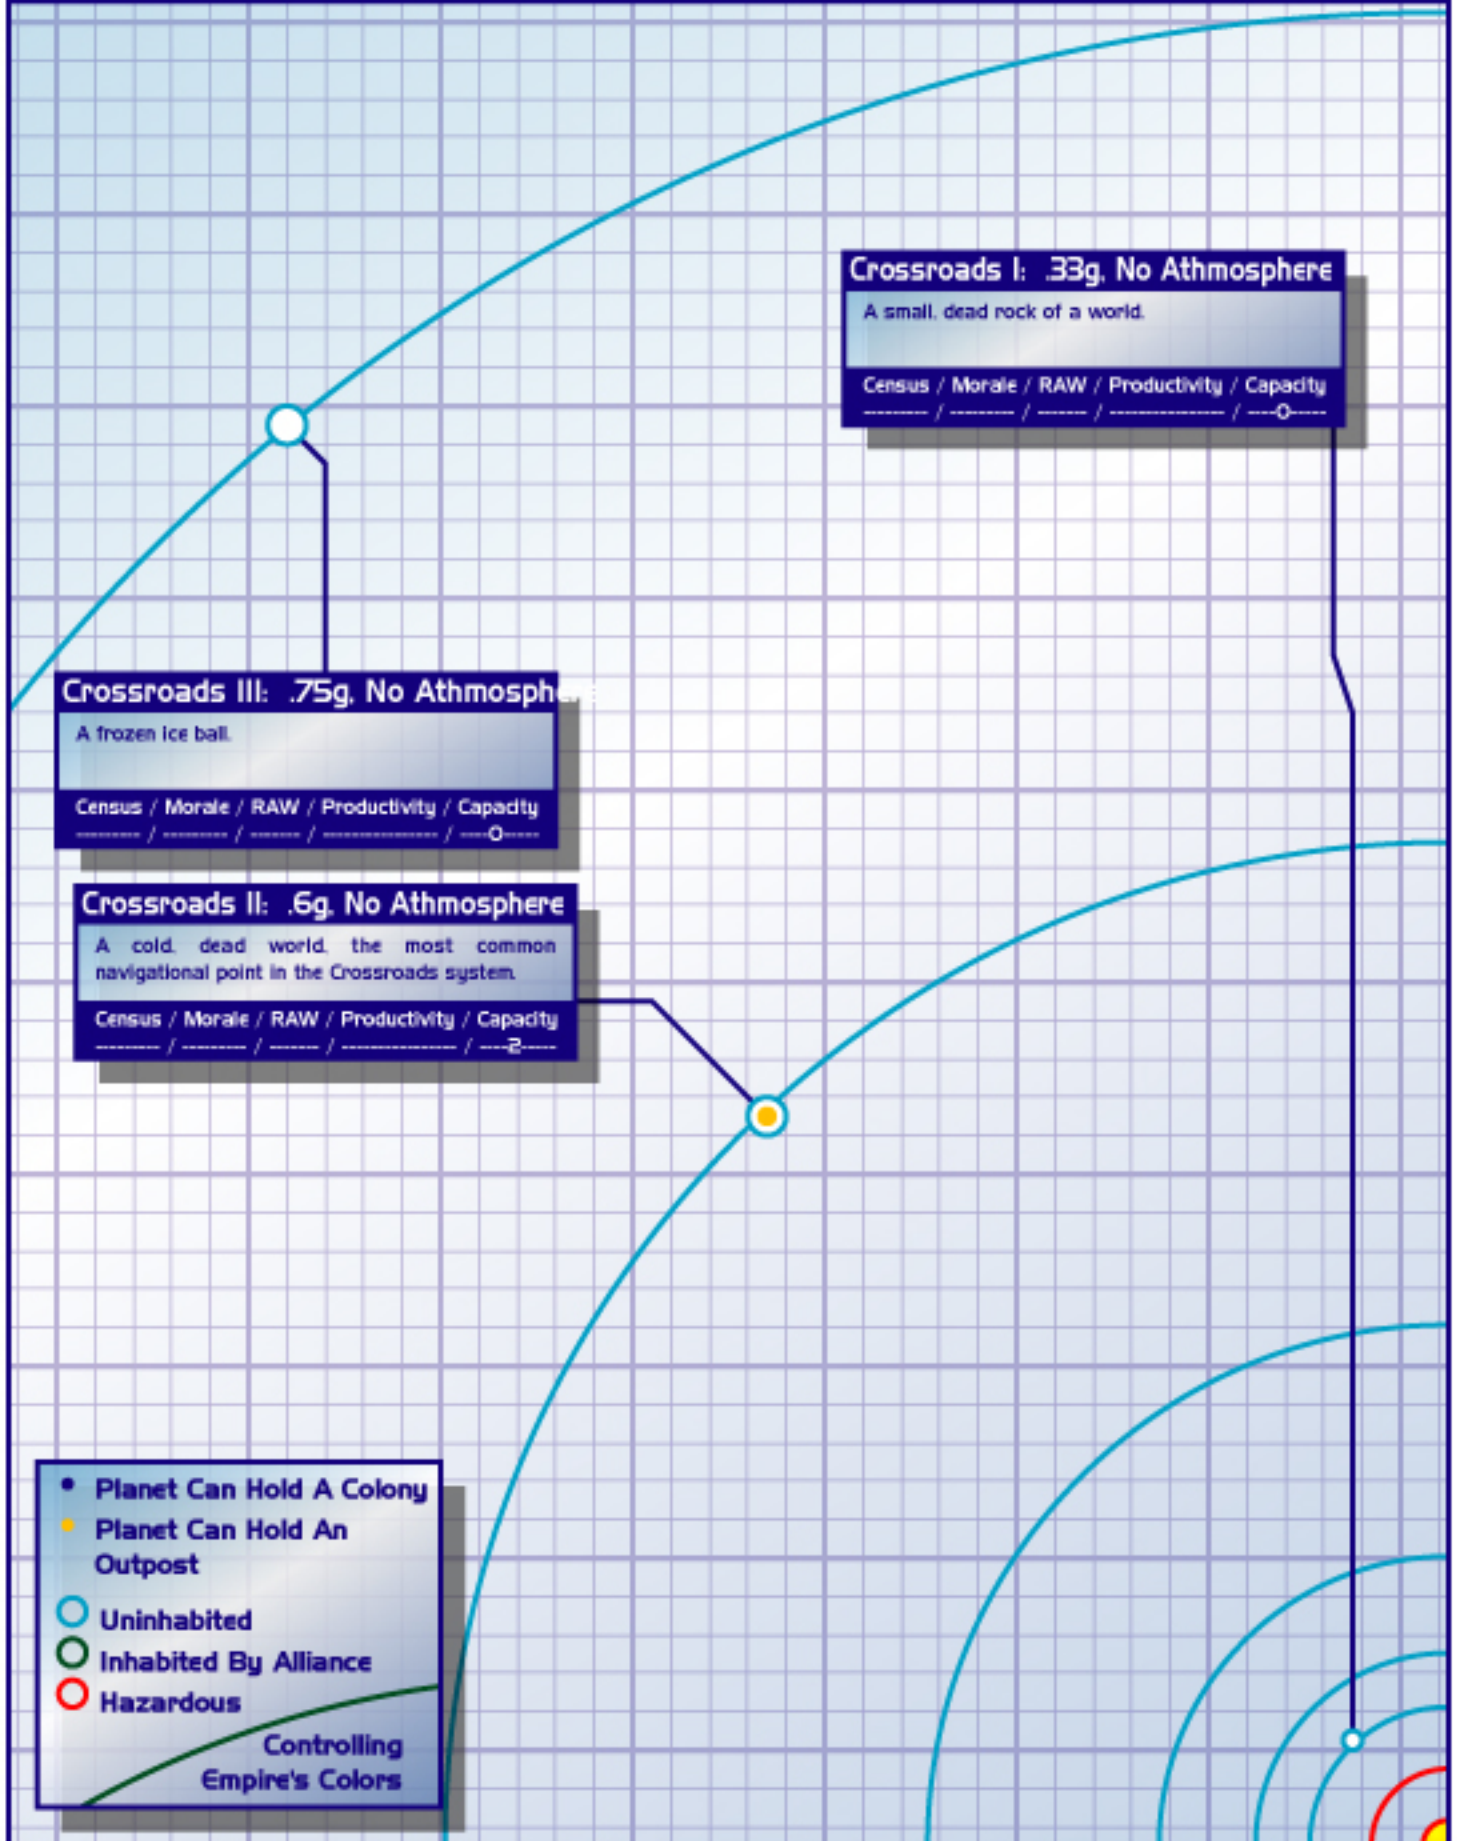 Crossroads I: .33g, No Athmosphere
A small, dead rock of a world.
Census / Morale / RAW / Productivity / Capacity
--------- / --------- / ------- / ---------------- / ----0-----
Crossroads III: .75g, No Athmosphere
A frozen ice ball.
Census / Morale / RAW / Productivity / Capacity
--------- / --------- / ------- / ---------------- / ----0-----
Crossroads II: .6g, No Athmosphere
A cold, dead world, the most common
navigational point in the Crossroads system.
Census / Morale / RAW / Productivity / Capacity
--------- / --------- / ------- / ---------------- / ----2-----
Planet Can Hold A Colony
Planet Can Hold An
Outpost
Uninhabited
Inhabited By Alliance
Hazardous
Controlling
Empire's Colors